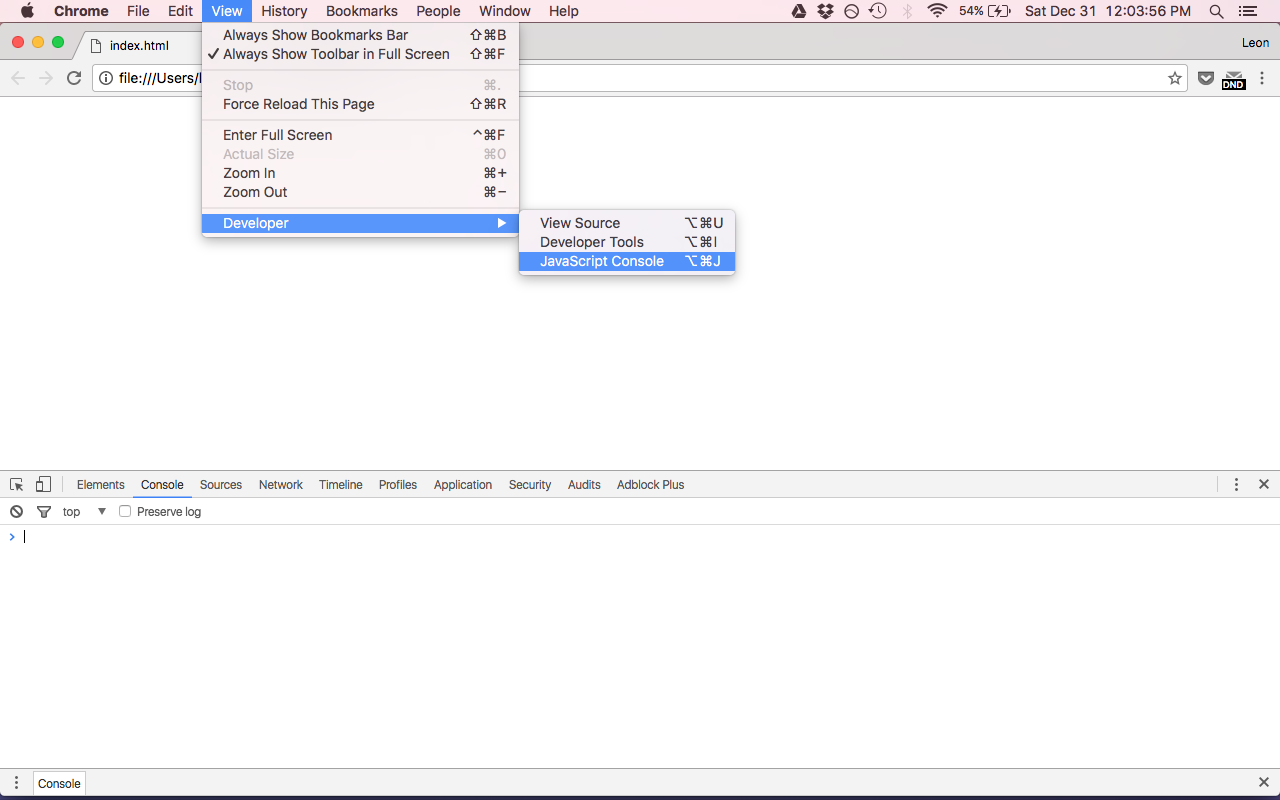 Chrome File Edit View History Bookmarks People Window Help 54% Sat Dec 31 12:03:56 PM
index.html Leon
file:///Users/ DND
Always Show Bookmarks Bar ⇧⌘B
✓ Always Show Toolbar in Full Screen ⇧⌘F
Stop ⌘.
Force Reload This Page ⇧⌘R
Enter Full Screen ^⌘F
Actual Size ⌘0
Zoom In ⌘+
Zoom Out ⌘−
Developer ▶
View Source ⌥⌘U
Developer Tools ⌥⌘I
JavaScript Console ⌥⌘J
Elements Console Sources Network Timeline Profiles Application Security Audits Adblock Plus
top ▼ Preserve log
Console